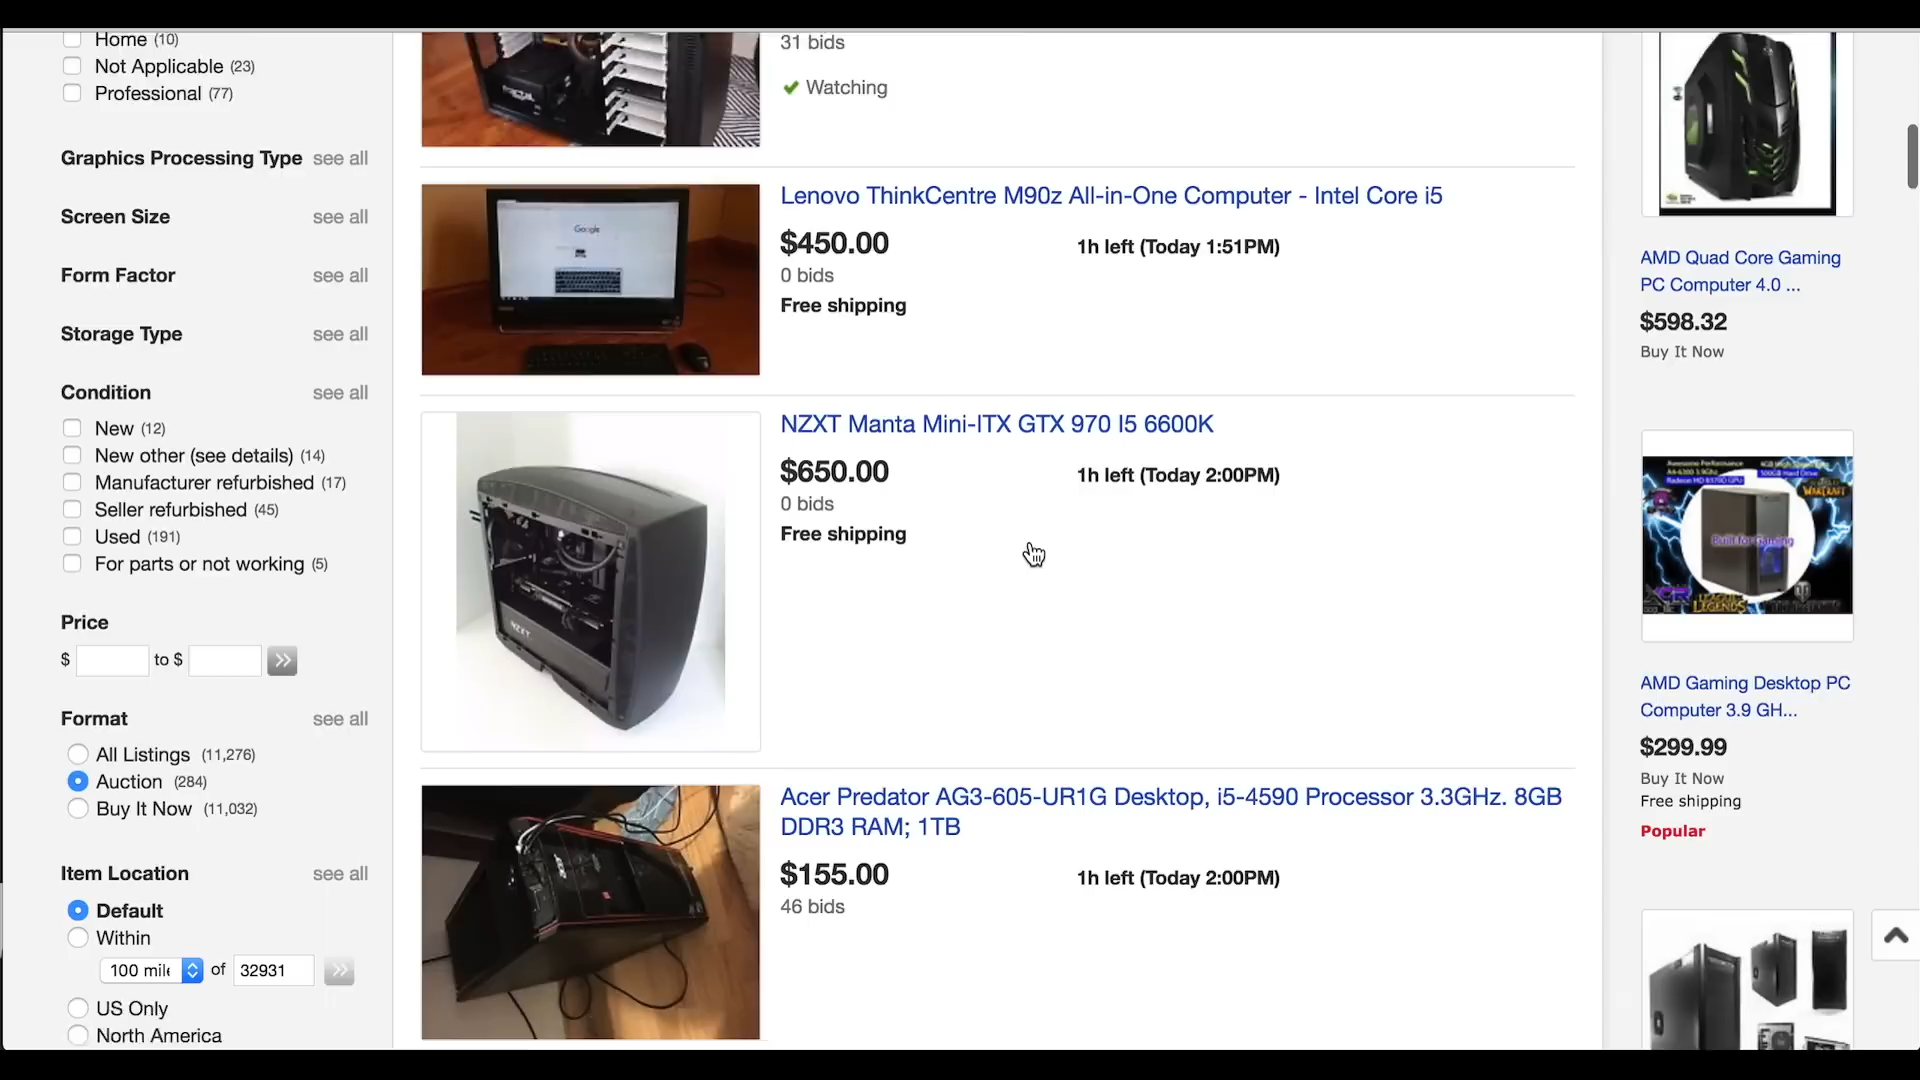 Home (10)
Not Applicable (23)
Professional (77)
Graphics Processing Type see all
Screen Size see all
Form Factor see all
Storage Type see all
Condition see all
New (12)
New other (see details) (14)
Manufacturer refurbished (17)
Seller refurbished (45)
Used (191)
For parts or not working (5)
Price
$ to $
Format see all
All Listings (11,276)
Auction (284)
Buy It Now (11,032)
Item Location see all
Default
Within
100 mile of 32931
US Only
North America
31 bids
Watching
Lenovo ThinkCentre M90z All-in-One Computer - Intel Core i5
$450.00 1h left (Today 1:51PM)
0 bids
Free shipping
Google
NZXT Manta Mini-ITX GTX 970 I5 6600K
$650.00 1h left (Today 2:00PM)
0 bids
Free shipping
NZXT
Acer Predator AG3-605-UR1G Desktop, i5-4590 Processor 3.3GHz. 8GB
DDR3 RAM; 1TB
$155.00 1h left (Today 2:00PM)
46 bids
AMD Quad Core Gaming
PC Computer 4.0 ...
$598.32
Buy It Now
Built for Gaming
LEAGUE LEGENDS
AMD Gaming Desktop PC
Computer 3.9 GH...
$299.99
Buy It Now
Free shipping
Popular